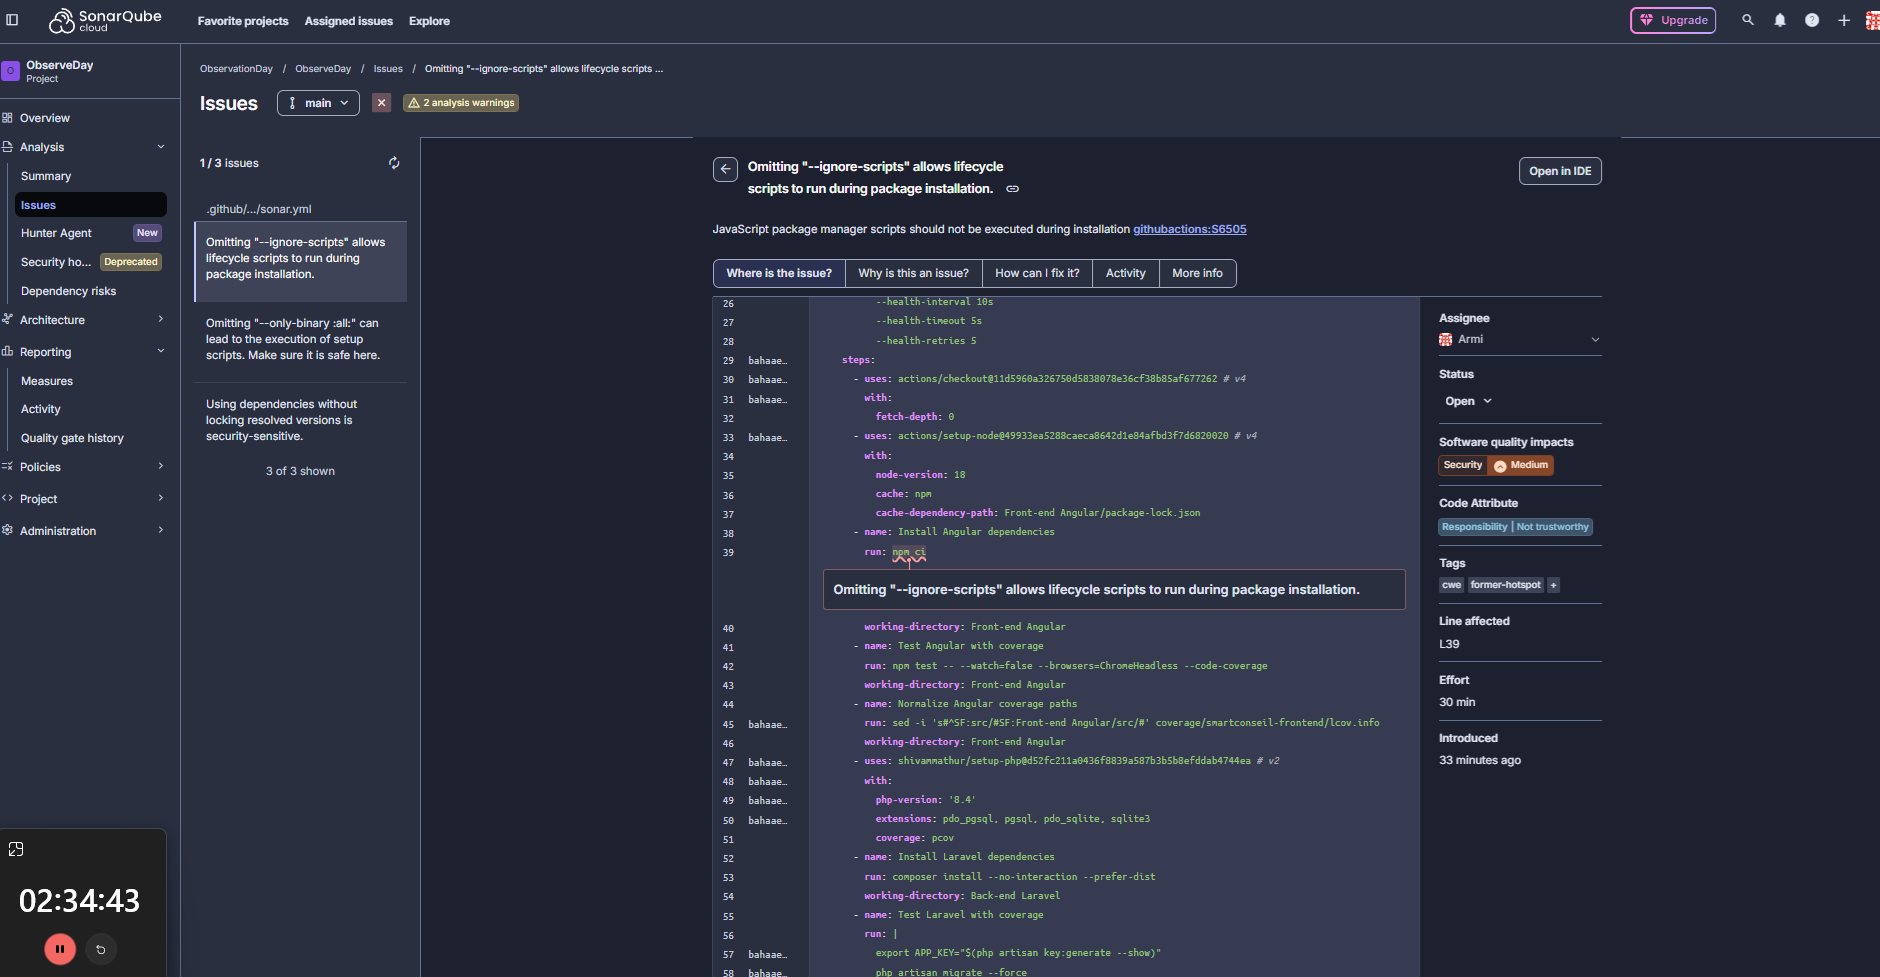 SonarQube cloud
Favorite projects
Assigned issues
Explore
Upgrade
O
ObserveDay
Project
Overview
Analysis
Summary
Issues
Hunter Agent New
Security ho... Deprecated
Dependency risks
Architecture
Reporting
Measures
Activity
Quality gate history
Policies
Project
Administration
02:34:43
ObservationDay / ObserveDay / Issues / Omitting "--ignore-scripts" allows lifecycle scripts ...
Issues
main
2 analysis warnings
1 / 3 issues
.github/.../sonar.yml
Omitting "--ignore-scripts" allows
lifecycle scripts to run during
package installation.
Omitting "--only-binary :all:" can
lead to the execution of setup
scripts. Make sure it is safe here.
Using dependencies without
locking resolved versions is
security-sensitive.
3 of 3 shown
Omitting "--ignore-scripts" allows lifecycle
scripts to run during package installation.
Open in IDE
JavaScript package manager scripts should not be executed during installation githubactions:S6505
Where is the issue?
Why is this an issue?
How can I fix it?
Activity
More info
26 --health-interval 10s
27 --health-timeout 5s
28 --health-retries 5
29 bahaae… steps:
30 bahaae… - uses: actions/checkout@11d5960a326750d5838078e36cf38b85af677262 # v4
31 bahaae… with:
32 fetch-depth: 0
33 bahaae… - uses: actions/setup-node@49933ea5288caeca8642d1e84afbd3f7d6820020 # v4
34 with:
35 node-version: 18
36 cache: npm
37 cache-dependency-path: Front-end Angular/package-lock.json
38 - name: Install Angular dependencies
39 run: npm ci
Omitting "--ignore-scripts" allows lifecycle scripts to run during package installation.
40 working-directory: Front-end Angular
41 - name: Test Angular with coverage
42 run: npm test -- --watch=false --browsers=ChromeHeadless --code-coverage
43 working-directory: Front-end Angular
44 - name: Normalize Angular coverage paths
45 bahaae… run: sed -i 's#^SF:src/#SF:Front-end Angular/src/#' coverage/smartconseil-frontend/lcov.info
46 working-directory: Front-end Angular
47 bahaae… - uses: shivammathur/setup-php@d52fc211a0436f8839a587b3b5b8efddab4744ea # v2
48 bahaae… with:
49 bahaae… php-version: '8.4'
50 bahaae… extensions: pdo_pgsql, pgsql, pdo_sqlite, sqlite3
51 coverage: pcov
52 - name: Install Laravel dependencies
53 run: composer install --no-interaction --prefer-dist
54 working-directory: Back-end Laravel
55 - name: Test Laravel with coverage
56 run: |
57 bahaae… export APP_KEY="$(php artisan key:generate --show)"
58 bahaae… php artisan migrate --force
Assignee
Armi
Status
Open
Software quality impacts
Security Medium
Code Attribute
Responsibility | Not trustworthy
Tags
cwe former-hotspot +
Line affected
L39
Effort
30 min
Introduced
33 minutes ago